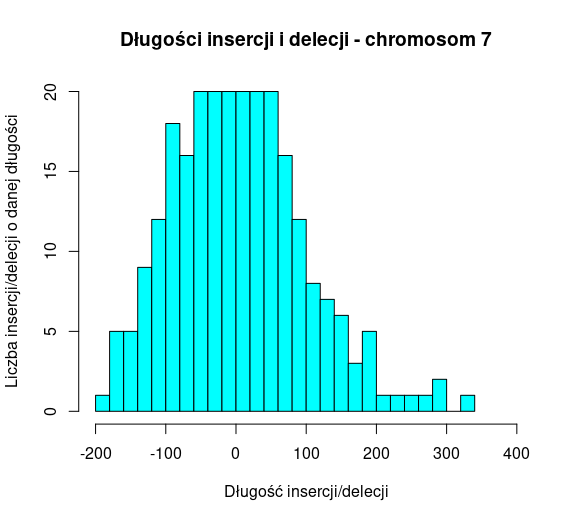 Długości insercji i delecji - chromosom 7
Liczba insercji/delecji o danej długości
20
15
10
5
0
-200 -100 0 100 200 300 400
Długość insercji/delecji